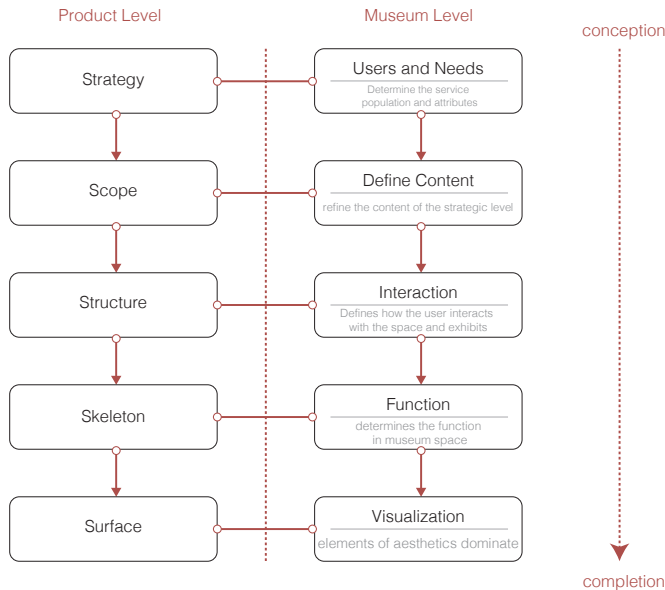 Product Level
Museum Level
conception
Strategy
Users and Needs
Determine the service
population and attributes
Scope
Define Content
refine the content of the strategic level
Structure
Interaction
Defines how the user interacts
with the space and exhibits
Skeleton
Function
determines the function
in museum space
Surface
Visualization
elements of aesthetics dominate
completion